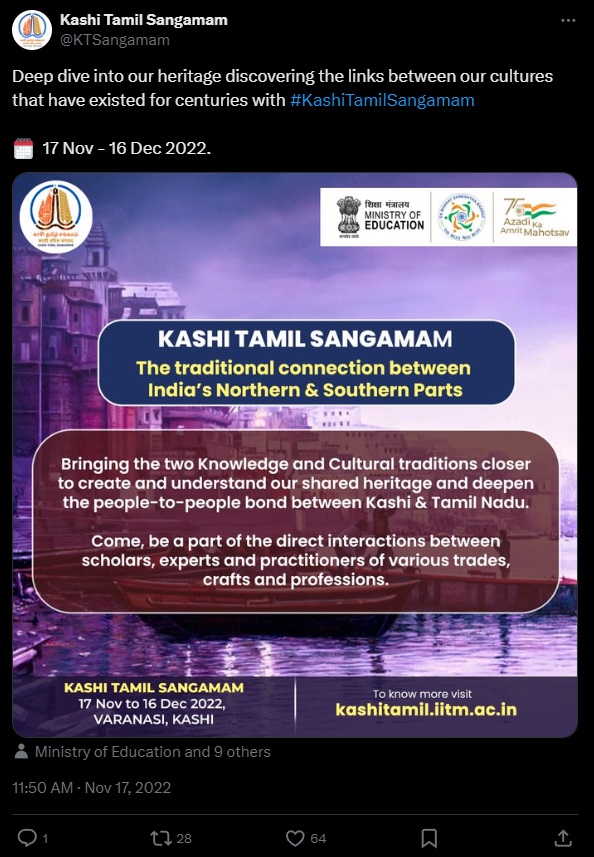 Kashi Tamil Sangamam
@KTSangamam
Deep dive into our heritage discovering the links between our cultures
that have existed for centuries with #KashiTamilSangamam
17 Nov - 16 Dec 2022.
काशी तमिल संगमम्
KASHI TAMIL SANGAMAM
शिक्षा मंत्रालय
MINISTRY OF
EDUCATION
75
Azadi Ka
Amrit Mahotsav
KASHI TAMIL SANGAMAM
The traditional connection between
India's Northern & Southern Parts
Bringing the two Knowledge and Cultural traditions closer
to create and understand our shared heritage and deepen
the people-to-people bond between Kashi & Tamil Nadu.
Come, be a part of the direct interactions between
scholars, experts and practitioners of various trades,
crafts and professions.
KASHI TAMIL SANGAMAM
17 Nov to 16 Dec 2022,
VARANASI, KASHI
To know more visit
kashitamil.iitm.ac.in
Ministry of Education and 9 others
11:50 AM · Nov 17, 2022
1
28
64